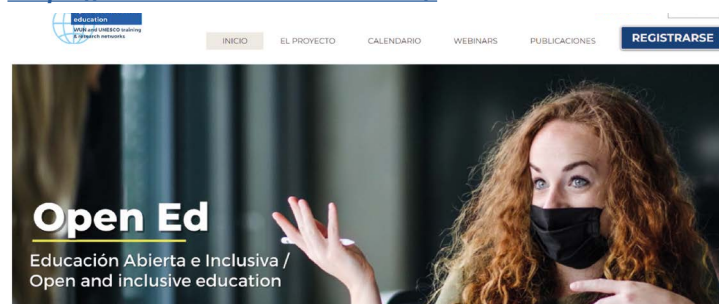 education
WUR and UNESCO training
& research networks
INICIO EL PROYECTO CALENDARIO WEBINARS PUBLICACIONES REGISTRARSE
Open Ed
Educación Abierta e Inclusiva /
Open and inclusive education